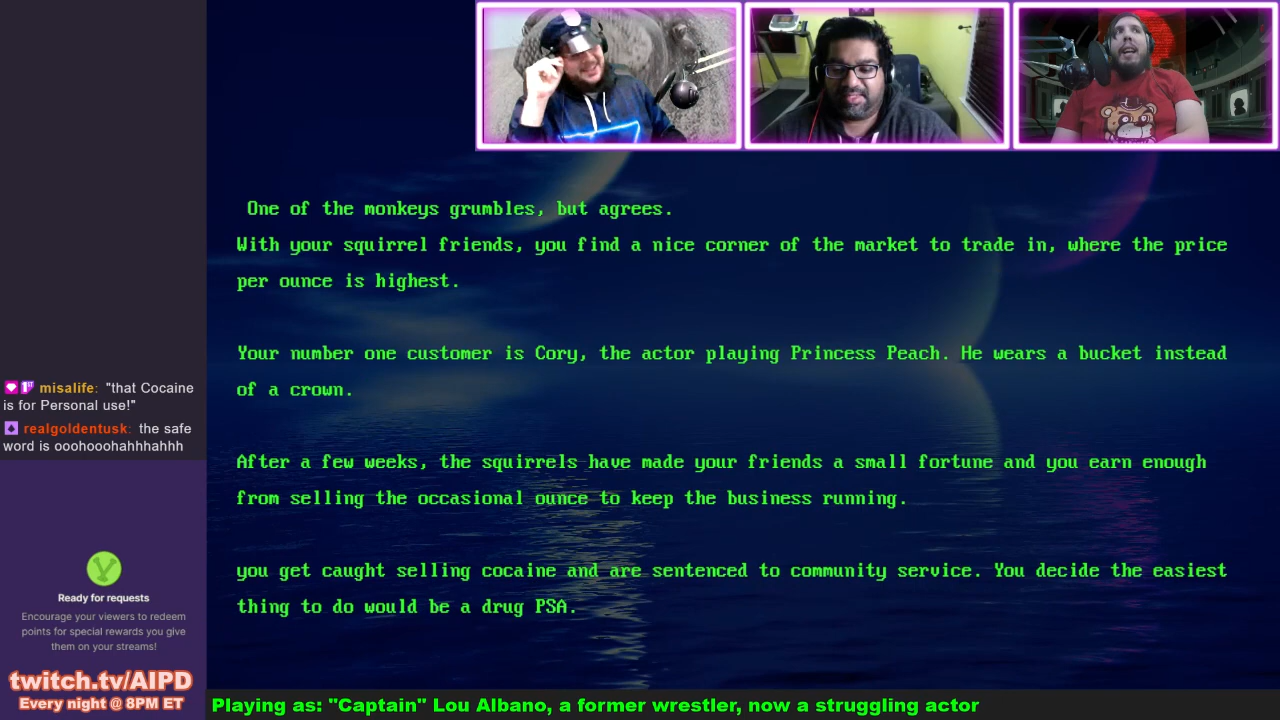 One of the monkeys grumbles, but agrees.
With your squirrel friends, you find a nice corner of the market to trade in, where the price
per ounce is highest.
Your number one customer is Cory, the actor playing Princess Peach. He wears a bucket instead
of a crown.
After a few weeks, the squirrels have made your friends a small fortune and you earn enough
from selling the occasional ounce to keep the business running.
you get caught selling cocaine and are sentenced to community service. You decide the easiest
thing to do would be a drug PSA.
misalife: "that Cocaine
is for Personal use!"
realgoldentusk: the safe
word is ooohooohahhhahhh
Ready for requests
Encourage your viewers to redeem
points for special rewards you give
them on your streams!
twitch.tv/AIPD
Every night @ 8PM ET
Playing as: "Captain" Lou Albano, a former wrestler, now a struggling actor